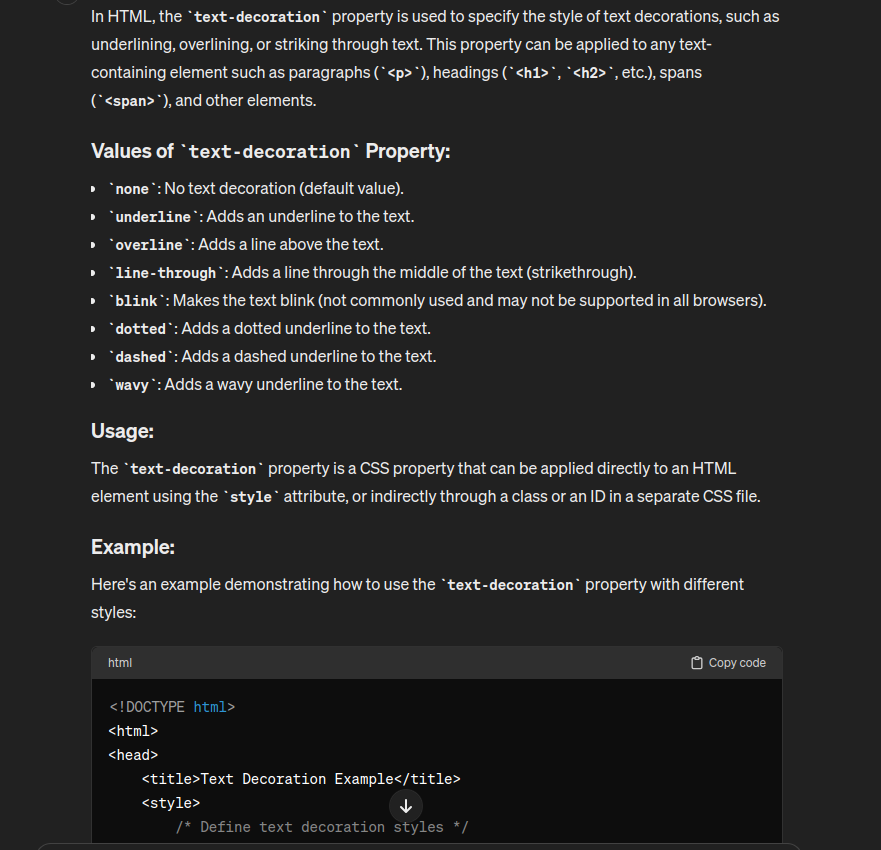 In HTML, the `text-decoration` property is used to specify the style of text decorations, such as
underlining, overlining, or striking through text. This property can be applied to any text-
containing element such as paragraphs (`<p>`), headings (`<h1>`, `<h2>`, etc.), spans
(`<span>`), and other elements.
Values of `text-decoration` Property:
• `none`: No text decoration (default value).
• `underline`: Adds an underline to the text.
• `overline`: Adds a line above the text.
• `line-through`: Adds a line through the middle of the text (strikethrough).
• `blink`: Makes the text blink (not commonly used and may not be supported in all browsers).
• `dotted`: Adds a dotted underline to the text.
• `dashed`: Adds a dashed underline to the text.
• `wavy`: Adds a wavy underline to the text.
Usage:
The `text-decoration` property is a CSS property that can be applied directly to an HTML
element using the `style` attribute, or indirectly through a class or an ID in a separate CSS file.
Example:
Here's an example demonstrating how to use the `text-decoration` property with different
styles:
html Copy code
<!DOCTYPE html>
<html>
<head>
    <title>Text Decoration Example</title>
    <style>
        /* Define text decoration styles */